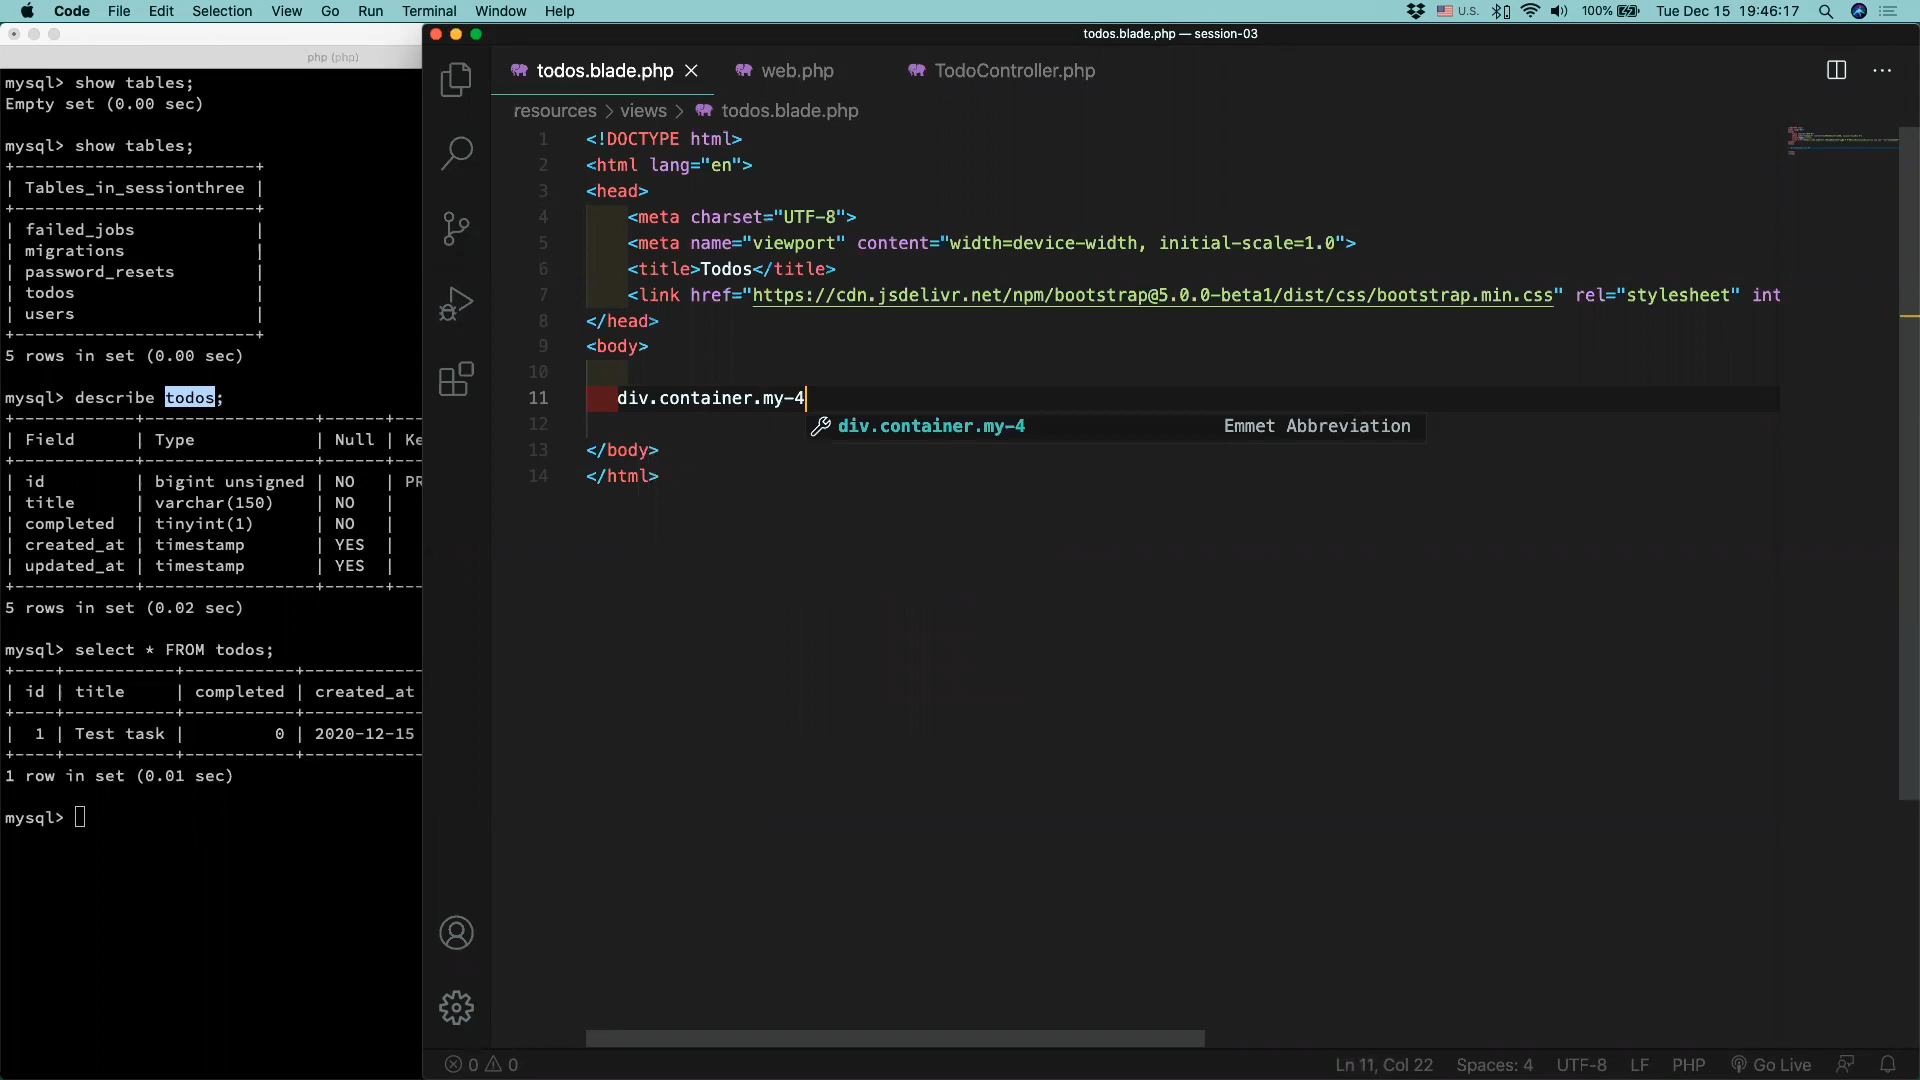 Code File Edit Selection View Go Run Terminal Window Help U.S. 100% Tue Dec 15 19:46:17
php (php)
mysql> show tables;
Empty set (0.00 sec)
mysql> show tables;
+-------------------------+
| Tables_in_sessionthree |
+-------------------------+
| failed_jobs |
| migrations |
| password_resets |
| todos |
| users |
+-------------------------+
5 rows in set (0.00 sec)
mysql> describe todos;
| Field | Type | Null | Ke
| id | bigint unsigned | NO | PR
| title | varchar(150) | NO |
| completed | tinyint(1) | NO |
| created_at | timestamp | YES |
| updated_at | timestamp | YES |
5 rows in set (0.02 sec)
mysql> select * FROM todos;
| id | title | completed | created_at
| 1 | Test task | 0 | 2020-12-15
1 row in set (0.01 sec)
mysql>
todos.blade.php — session-03
todos.blade.php web.php TodoController.php
resources > views > todos.blade.php
1 <!DOCTYPE html>
2 <html lang="en">
3 <head>
4 <meta charset="UTF-8">
5 <meta name="viewport" content="width=device-width, initial-scale=1.0">
6 <title>Todos</title>
7 <link href="https://cdn.jsdelivr.net/npm/bootstrap@5.0.0-beta1/dist/css/bootstrap.min.css" rel="stylesheet" int
8 </head>
9 <body>
10
11 div.container.my-4
12 div.container.my-4 Emmet Abbreviation
13 </body>
14 </html>
0 0 Ln 11, Col 22 Spaces: 4 UTF-8 LF PHP Go Live